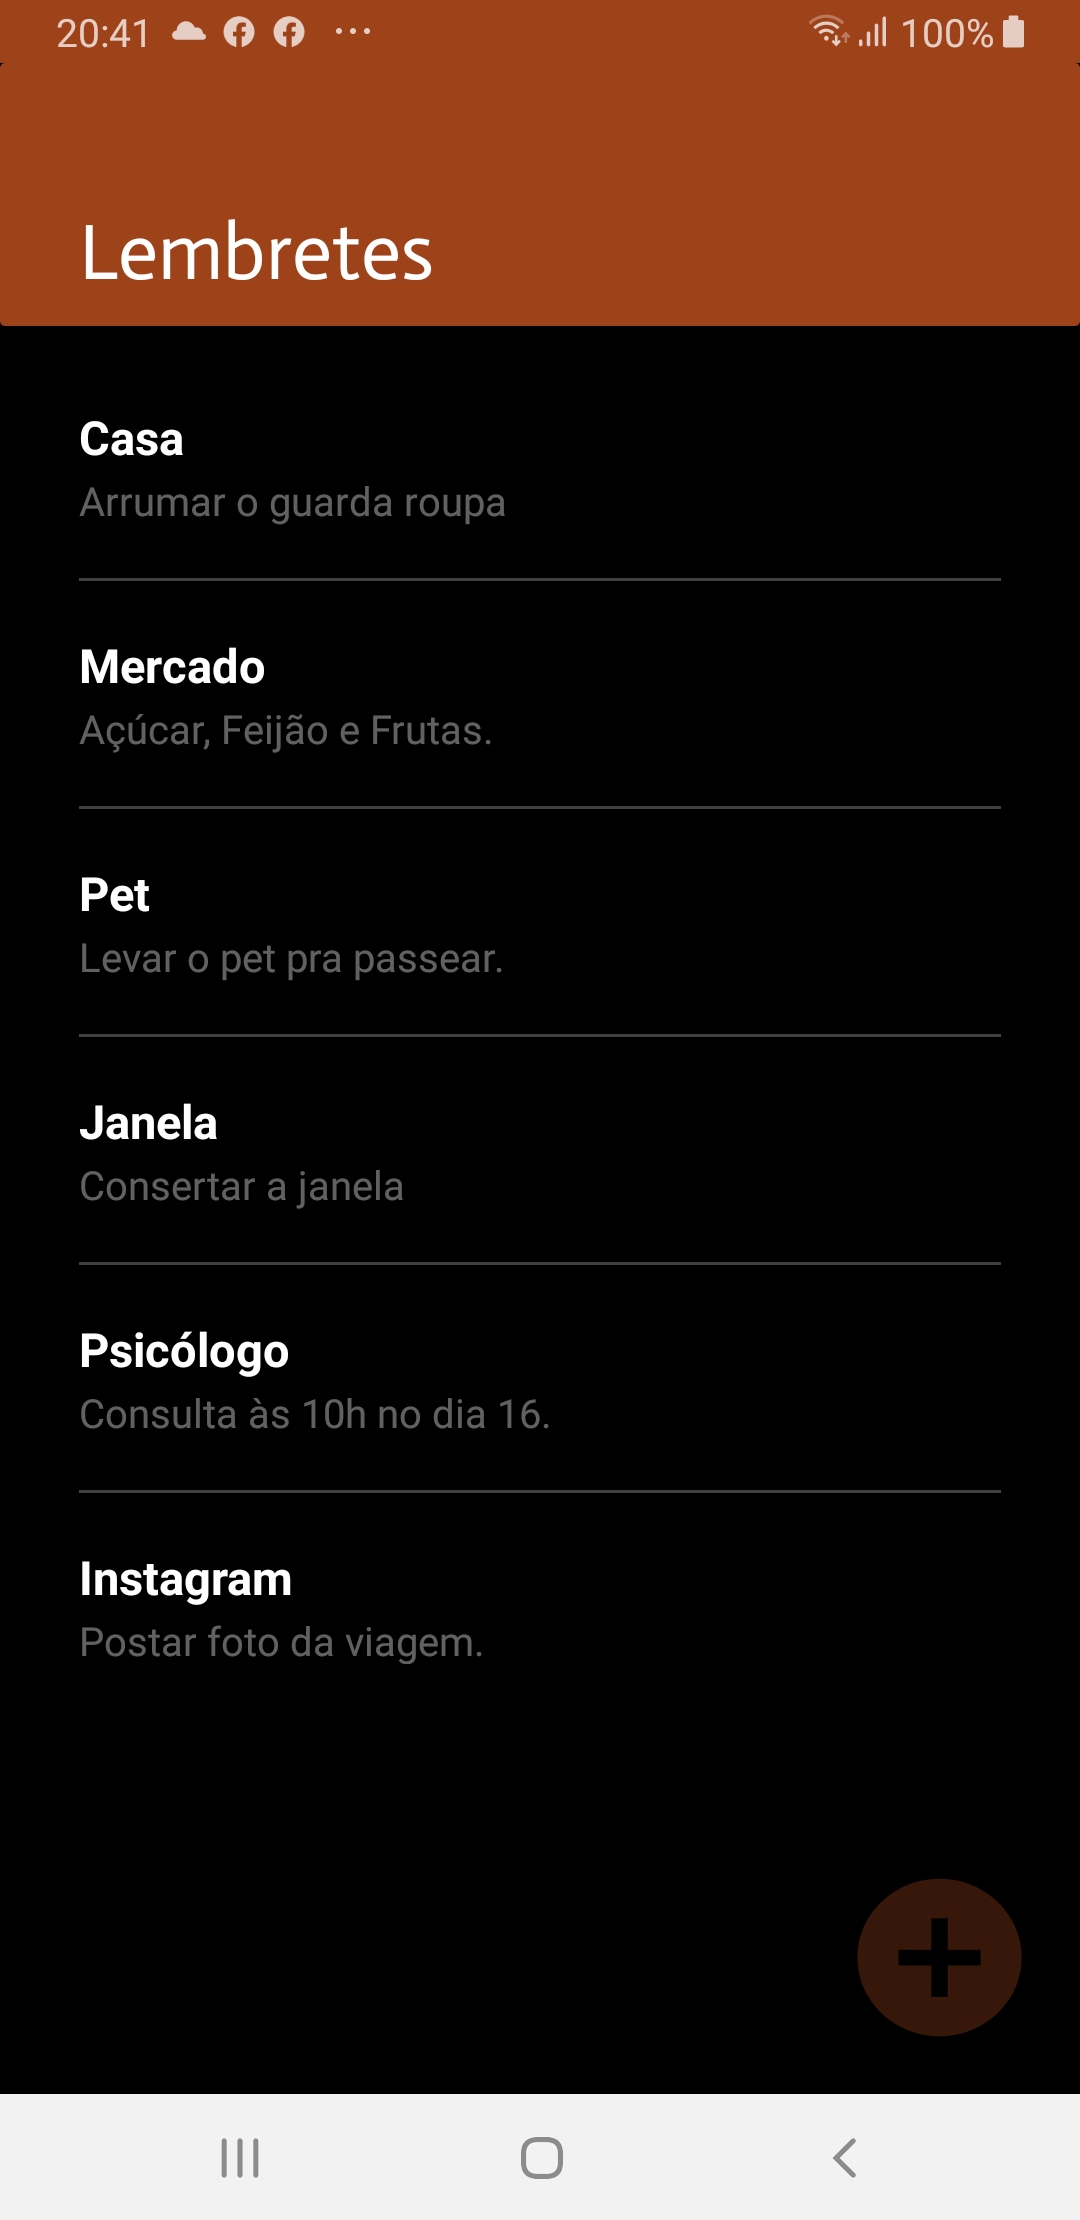 20:41
100%
Lembretes
Casa
Arrumar o guarda roupa
Mercado
Açúcar, Feijão e Frutas.
Pet
Levar o pet pra passear.
Janela
Consertar a janela
Psicólogo
Consulta às 10h no dia 16.
Instagram
Postar foto da viagem.